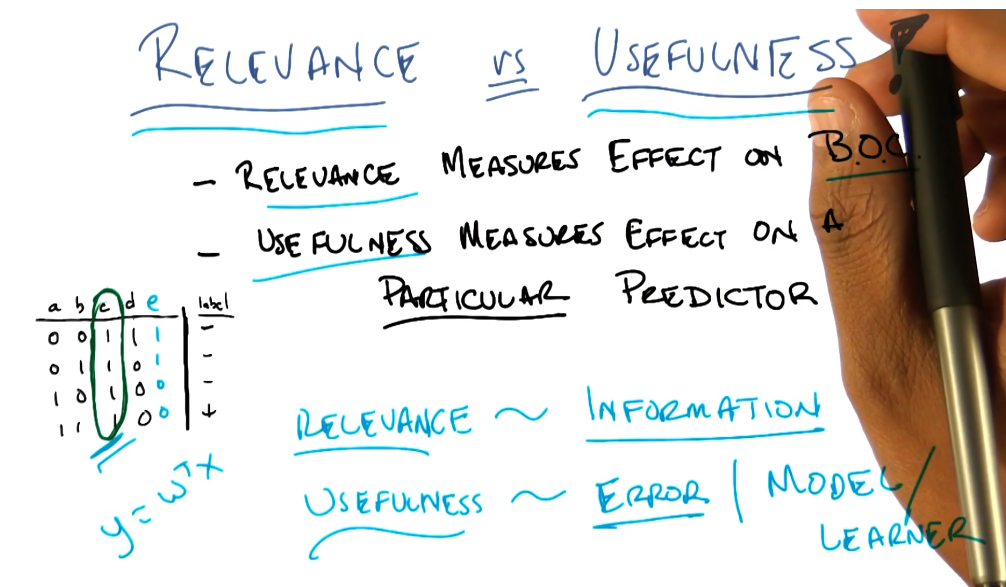 RELEVANCE vs USEFULNESS
- RELEVANCE MEASURES EFFECT ON B.O.C.
- USEFULNESS MEASURES EFFECT ON A
PARTICULAR PREDICTOR
a b c d e label
0 0 1 1 1 -
0 1 1 0 1 -
1 0 1 0 0 -
1 1 1 0 0 +
y = wᵀx
RELEVANCE ~ INFORMATION
USEFULNESS ~ ERROR | MODEL/
LEARNER